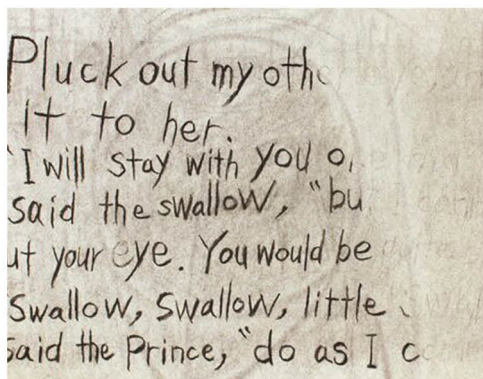 Pluck out my oth
it to her.
"I will stay with you o
said the swallow, "bu
ut your eye. You would be
Swallow, Swallow, little
said the Prince, "do as I c